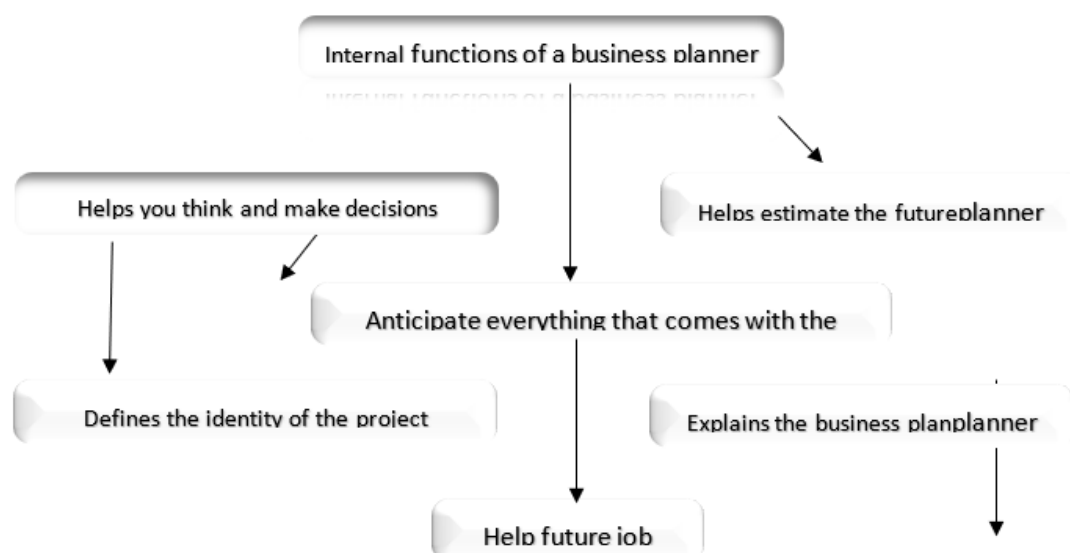 Internal functions of a business planner
Helps you think and make decisions
Helps estimate the futureplanner
Anticipate everything that comes with the
Defines the identity of the project
Explains the business planplanner
Help future job